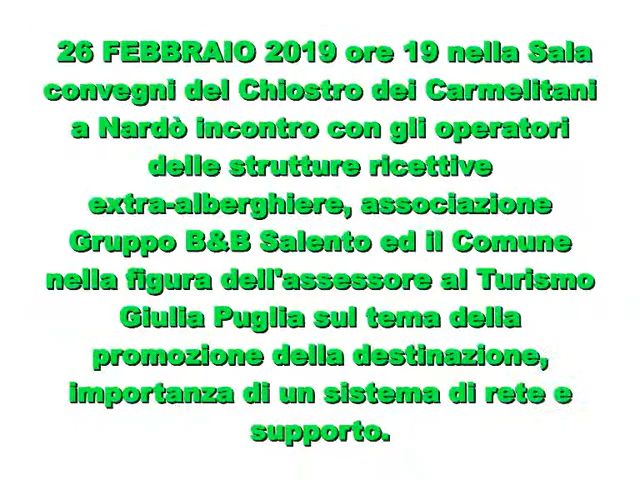 26 FEBBRAIO 2019 ore 19 nella Sala
convegni del Chiostro dei Carmelitani
a Nardò incontro con gli operatori
delle strutture ricettive
extra-alberghiere, associazione
Gruppo B&B Salento ed il Comune
nella figura dell'assessore al Turismo
Giulia Puglia sul tema della
promozione della destinazione,
importanza di un sistema di rete e
supporto.